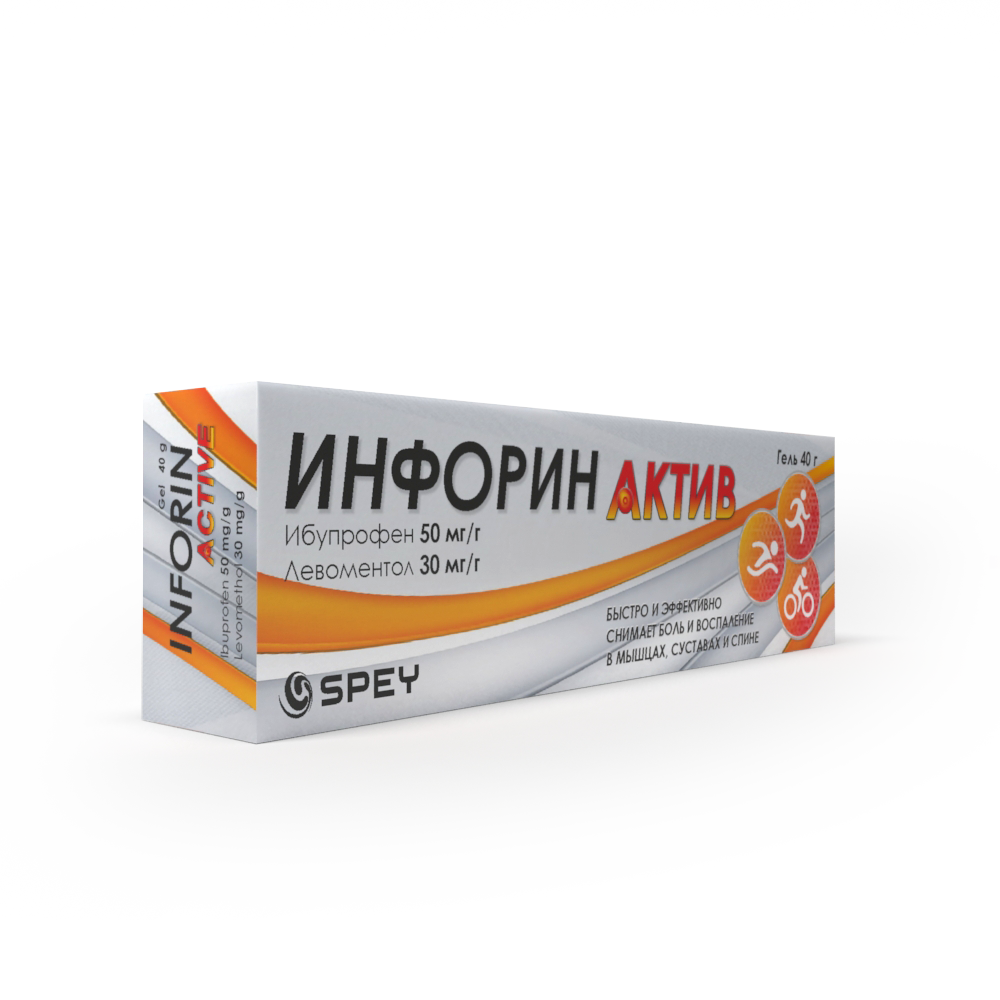 INFORIN
ACTIVE
Gel 40 g
Ibuprofen 50 mg/g
Levomethol 30 mg/g
ИНФОРИН АКТИВ
Гель 40 г
Ибупрофен 50 мг/г
Левоментол 30 мг/г
БЫСТРО И ЭФФЕКТИВНО
СНИМАЕТ БОЛЬ И ВОСПАЛЕНИЕ
В МЫШЦАХ, СУСТАВАХ И СПИНЕ
SPEY